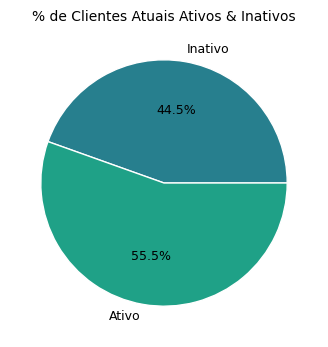 % de Clientes Atuais Ativos & Inativos
Inativo
44.5%
55.5%
Ativo